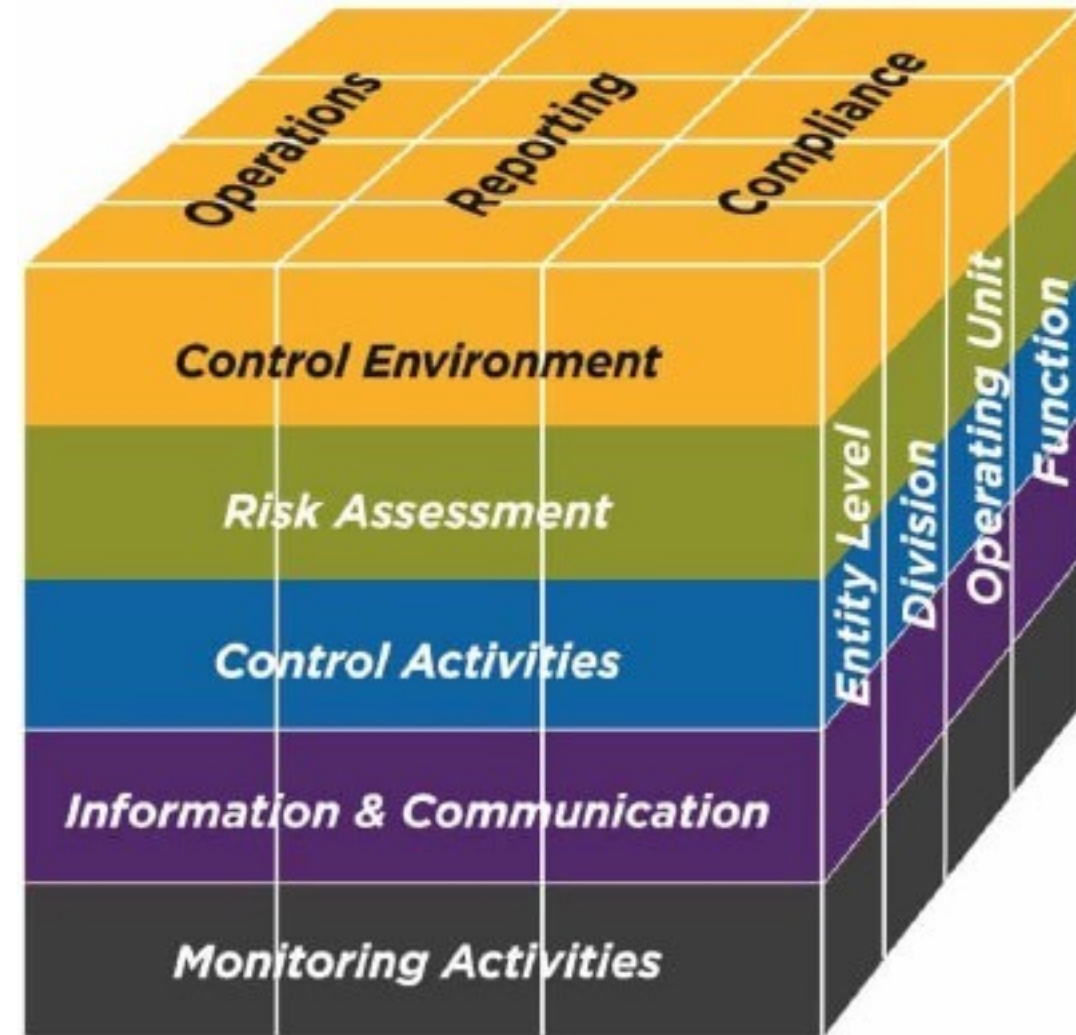 Operations
Reporting
Compliance
Control Environment
Risk Assessment
Control Activities
Information & Communication
Monitoring Activities
Entity Level
Division
Operating Unit
Function